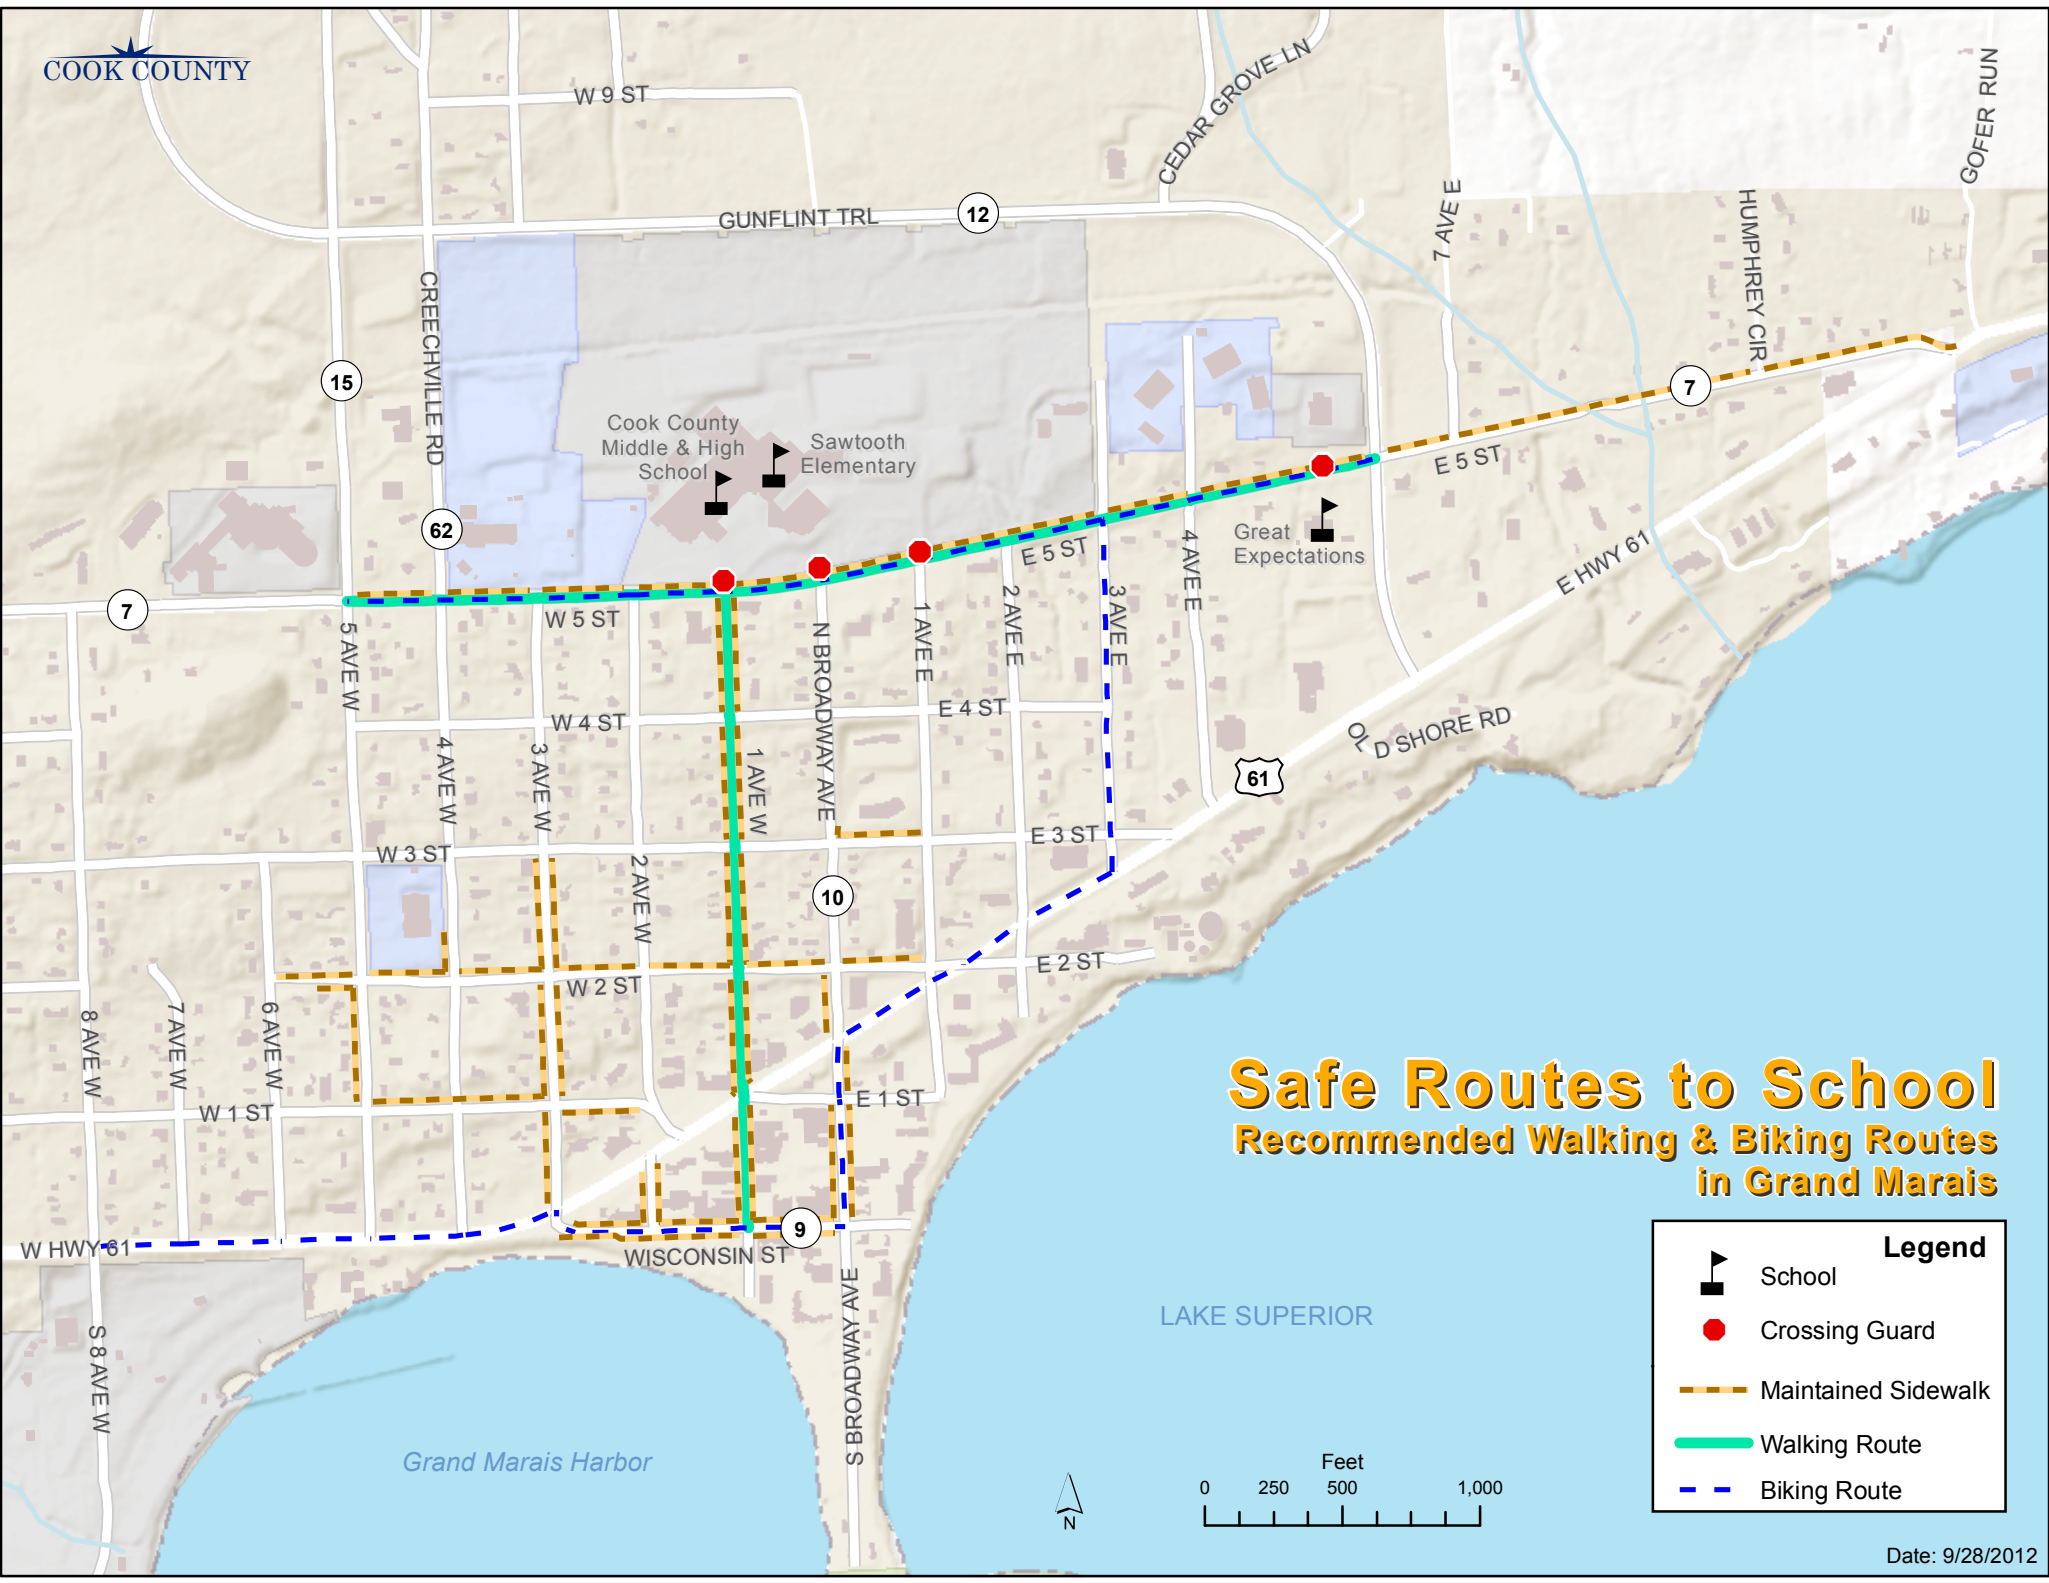 COOK COUNTY
W 9 ST
CEDAR GROVE LN
GOFER RUN
GUNFLINT TRL
12
7 AVE E
HUMPHREY CIR
CREECHVILLE RD
15
7
Cook County
Middle & High
School
Sawtooth
Elementary
E 5 ST
62
Great
Expectations
E 5 ST
E HWY 61
7
W 5 ST
5 AVE W
N BROADWAY AVE
1 AVE E
2 AVE E
3 AVE E
4 AVE E
W 4 ST
E 4 ST
OLD SHORE RD
4 AVE W
3 AVE W
1 AVE W
61
W 3 ST
E 3 ST
2 AVE W
10
W 2 ST
E 2 ST
8 AVE W
7 AVE W
6 AVE W
W 1 ST
E 1 ST
Safe Routes to School
Recommended Walking & Biking Routes
in Grand Marais
W HWY 61
WISCONSIN ST
9
S 8 AVE W
S BROADWAY AVE
LAKE SUPERIOR
Grand Marais Harbor
Legend
School
Crossing Guard
Maintained Sidewalk
Walking Route
Biking Route
Feet
0 250 500 1,000
N
Date: 9/28/2012